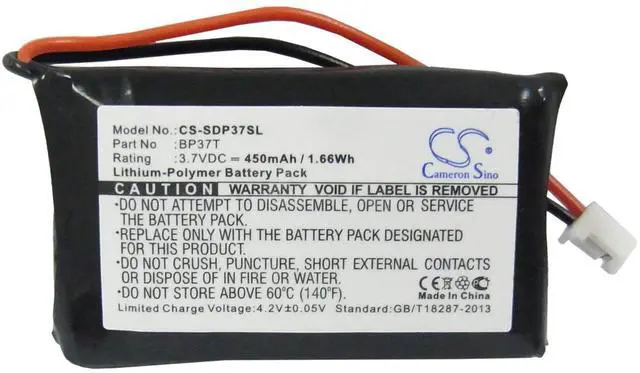 Model No.: CS-SDP37SL
Part No : BP37T
Rating : 3.7VDC ⎓ 450mAh / 1.66Wh
Lithium-Polymer Battery Pack
CS
Cameron Sino
CAUTION WARRANTY VOID IF LABEL IS REMOVED
•DO NOT ATTEMPT TO DISASSEMBLE, OPEN OR SERVICE
BATTERY PACK.
•REPLACE ONLY WITH THE BATTERY PACK DESIGNATED
FOR THIS PRODUCT.
•DO NOT CRUSH, PUNCTURE, SHORT EXTERNAL CONTACTS
OR DISPOSE OF IN FIRE OR WATER.
•DO NOT STORE ABOVE 60℃ (140℉).
CE
Made In China
Limited Charge Voltage:4.2V±0.05V Standard:GB/T18287-2013